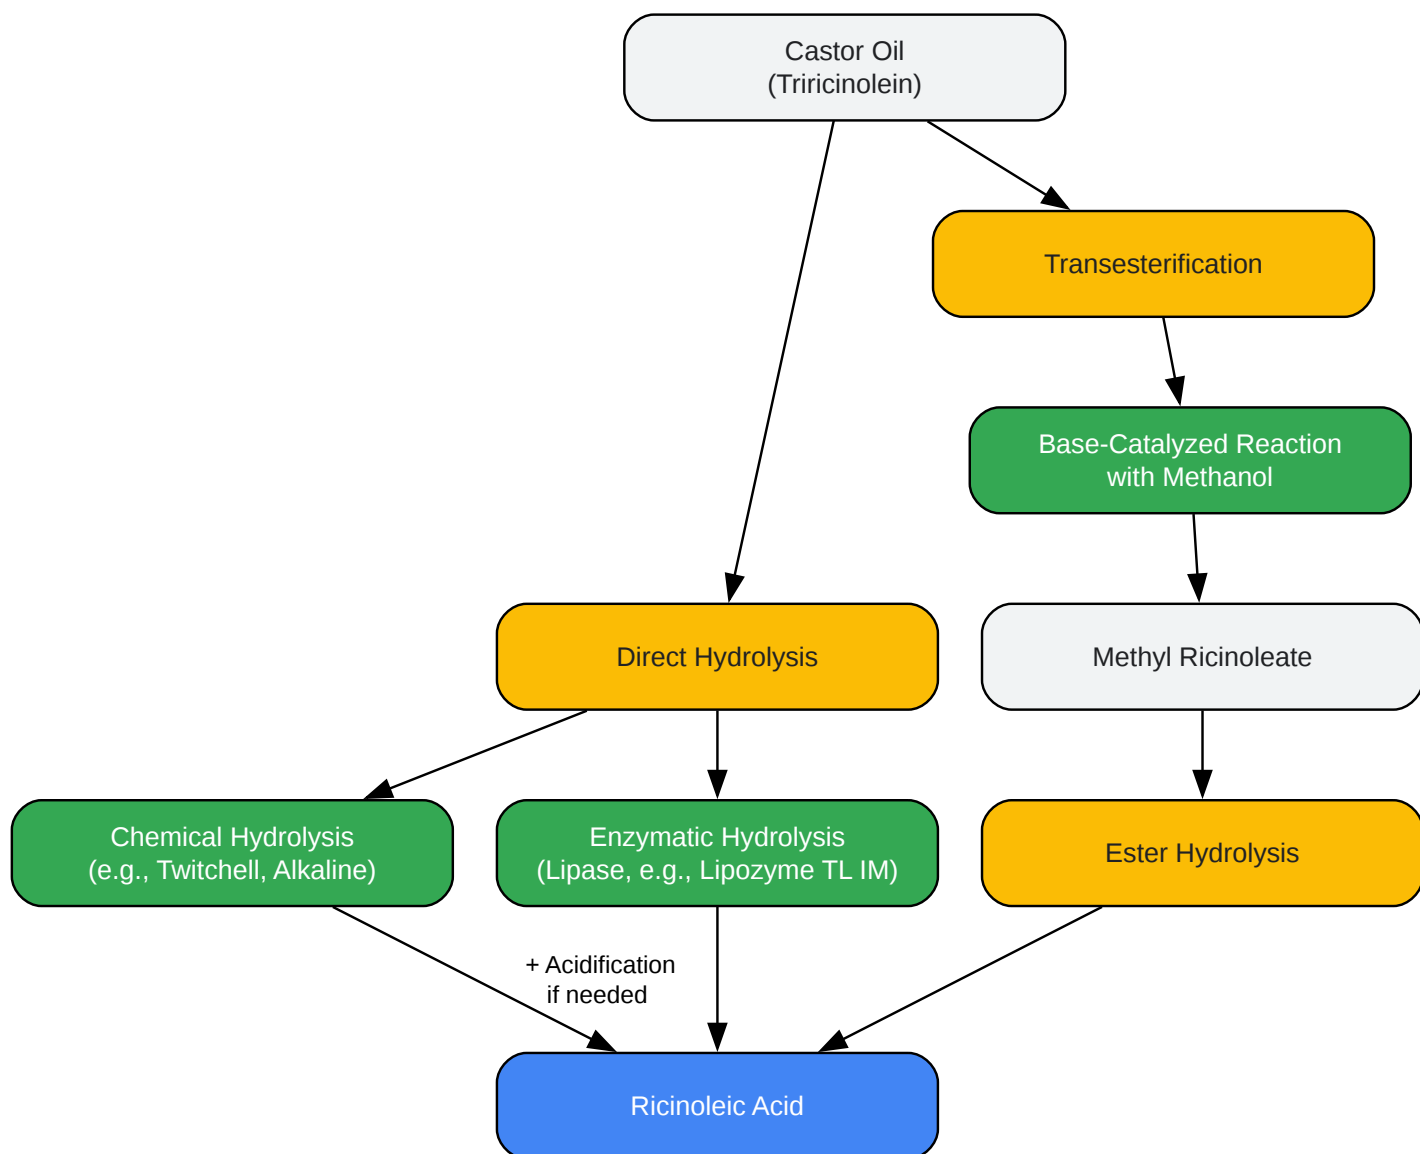 Castor Oil
(Triricinolein)
Transesterification
Base-Catalyzed Reaction
with Methanol
Direct Hydrolysis
Methyl Ricinoleate
Chemical Hydrolysis
(e.g., Twitchell, Alkaline)
Enzymatic Hydrolysis
(Lipase, e.g., Lipozyme TL IM)
Ester Hydrolysis
+ Acidification
if needed
Ricinoleic Acid